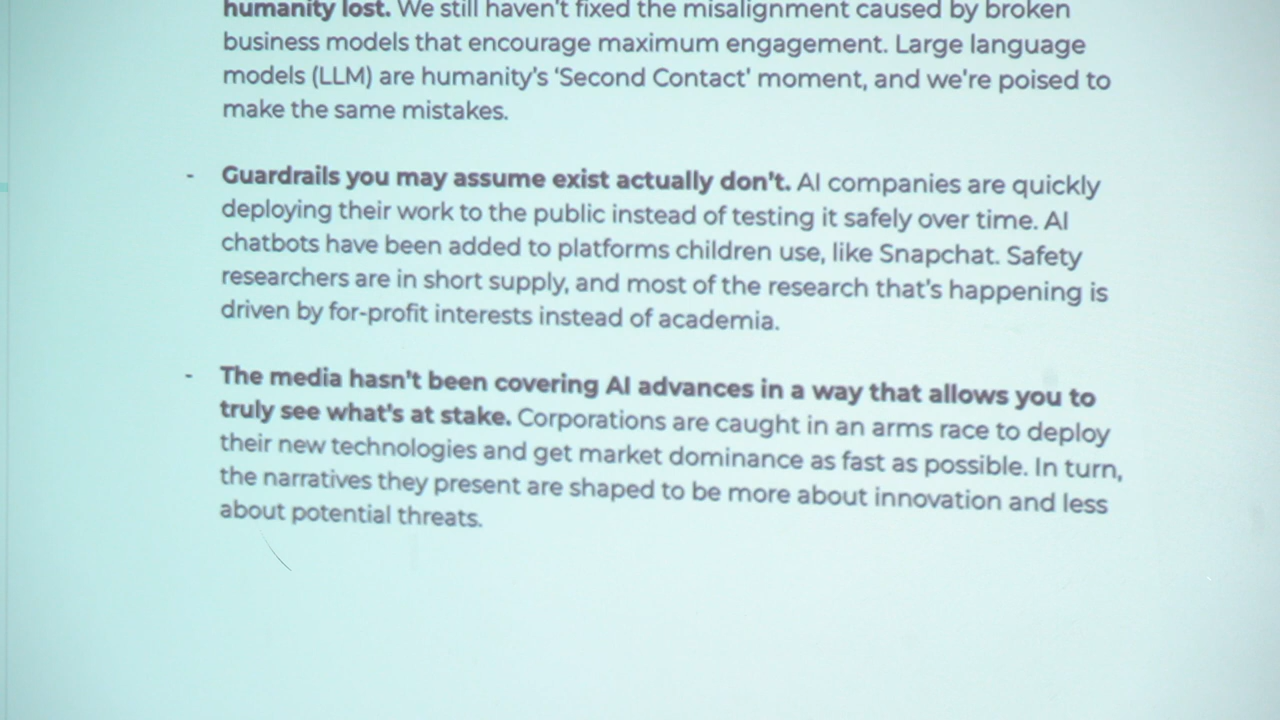 humanity lost. We still haven't fixed the misalignment caused by broken
business models that encourage maximum engagement. Large language
models (LLM) are humanity's ‘Second Contact’ moment, and we're poised to
make the same mistakes.
- Guardrails you may assume exist actually don't. AI companies are quickly
deploying their work to the public instead of testing it safely over time. AI
chatbots have been added to platforms children use, like Snapchat. Safety
researchers are in short supply, and most of the research that's happening is
driven by for-profit interests instead of academia.
- The media hasn't been covering AI advances in a way that allows you to
truly see what's at stake. Corporations are caught in an arms race to deploy
their new technologies and get market dominance as fast as possible. In turn,
the narratives they present are shaped to be more about innovation and less
about potential threats.